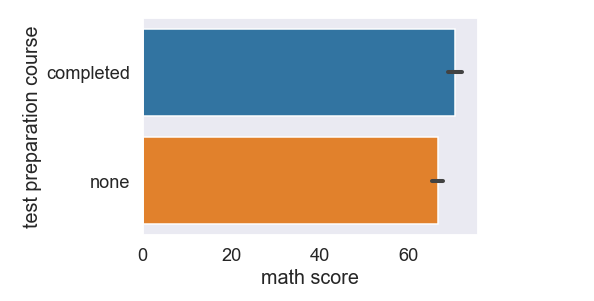 test preparation course
completed
none
0 20 40 60
math score